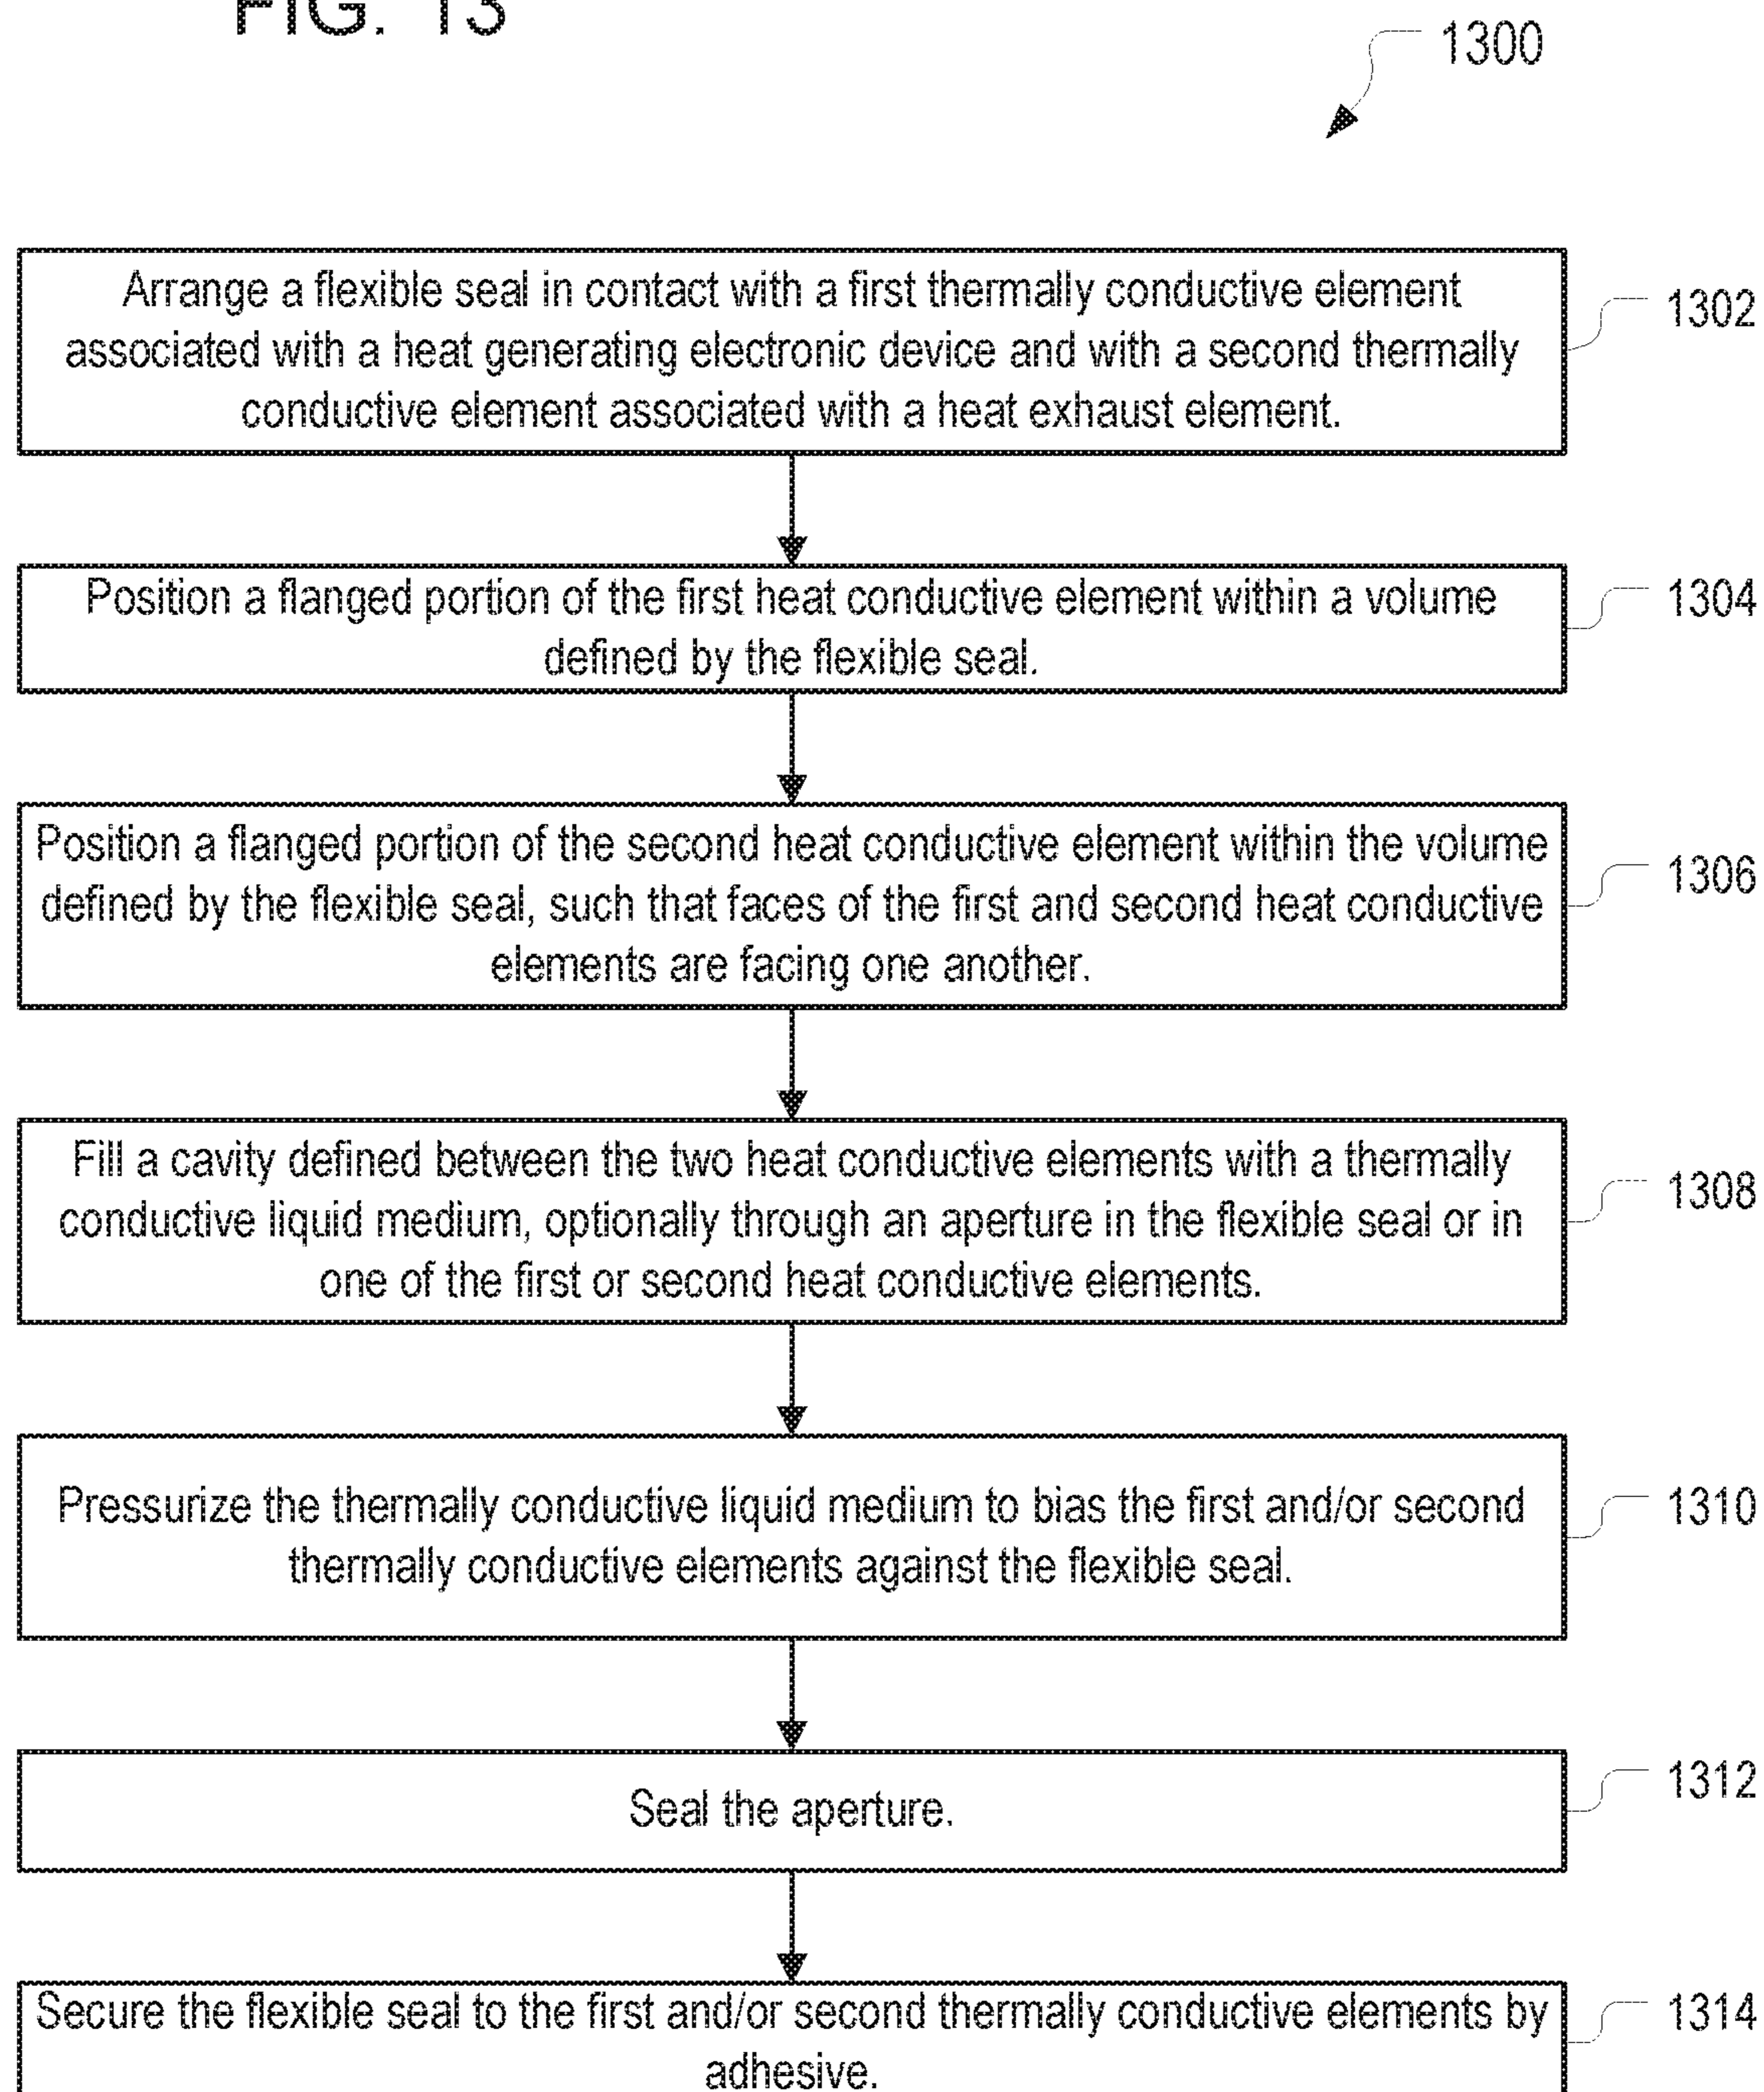 FIG. 13
1300
Arrange a flexible seal in contact with a first thermally conductive element
associated with a heat generating electronic device and with a second thermally
conductive element associated with a heat exhaust element.
1302
Position a flanged portion of the first heat conductive element within a volume
defined by the flexible seal.
1304
Position a flanged portion of the second heat conductive element within the volume
defined by the flexible seal, such that faces of the first and second heat conductive
elements are facing one another.
1306
Fill a cavity defined between the two heat conductive elements with a thermally
conductive liquid medium, optionally through an aperture in the flexible seal or in
one of the first or second heat conductive elements.
1308
Pressurize the thermally conductive liquid medium to bias the first and/or second
thermally conductive elements against the flexible seal.
1310
Seal the aperture.
1312
Secure the flexible seal to the first and/or second thermally conductive elements by
adhesive.
1314